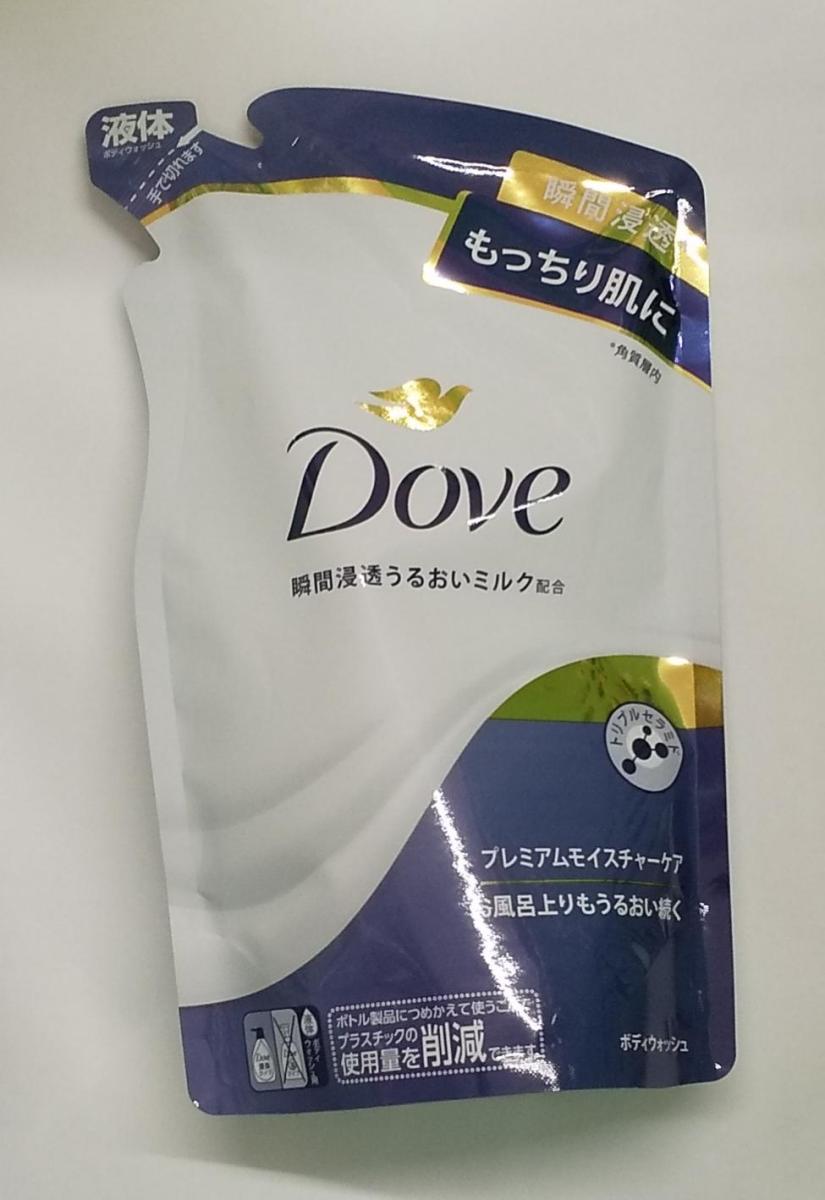 液体
ボディウォッシュ
手で切れます
瞬間浸透
もっちり肌に
*角質層内
Dove
瞬間浸透うるおいミルク配合
トリプルセラミド
プレミアムモイスチャーケア
お風呂上りもうるおい続く
ボトル製品につめかえて使うことで
プラスチックの
使用量を削減できます
ボディウォッシュ
Dove
液体